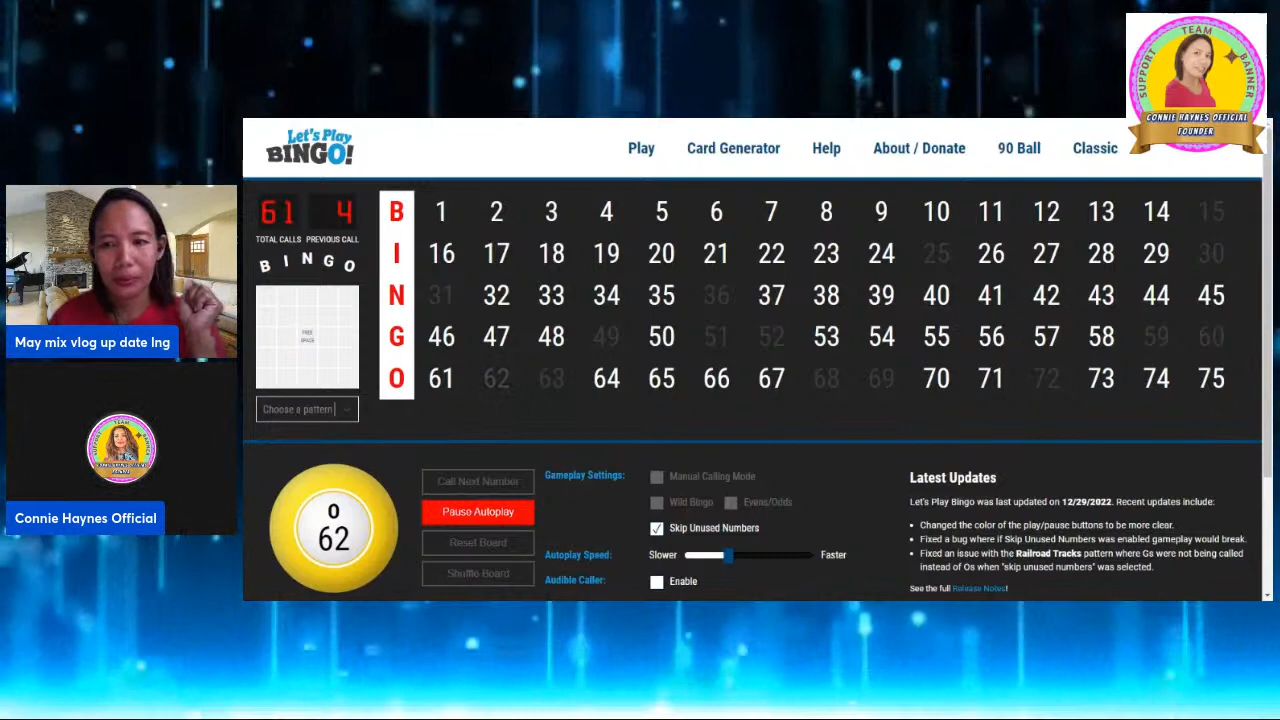 SUPPORT TEAM BANNER
CONNIE HAYNES OFFICIAL
FOUNDER
Let's Play
BINGO!
Play Card Generator Help About / Donate 90 Ball Classic
61 4
TOTAL CALLS PREVIOUS CALL
B I N G O
FREE
SPACE
Choose a pattern
B 1 2 3 4 5 6 7 8 9 10 11 12 13 14 15
I 16 17 18 19 20 21 22 23 24 25 26 27 28 29 30
N 31 32 33 34 35 36 37 38 39 40 41 42 43 44 45
G 46 47 48 49 50 51 52 53 54 55 56 57 58 59 60
O 61 62 63 64 65 66 67 68 69 70 71 72 73 74 75
May mix vlog up date lng
SUPPORT TEAM BANNER
Connie Haynes Official
O
62
Call Next Number
Pause Autoplay
Reset Board
Shuffle Board
Gameplay Settings:
Manual Calling Mode
Wild Bingo Evens/Odds
Skip Unused Numbers
Autoplay Speed: Slower Faster
Audible Caller: Enable
Latest Updates
Let's Play Bingo was last updated on 12/29/2022. Recent updates include:
Changed the color of the play/pause buttons to be more clear.
Fixed a bug where if Skip Unused Numbers was enabled gameplay would break.
Fixed an issue with the Railroad Tracks pattern where Gs were not being called
instead of Os when "skip unused numbers" was selected.
See the full Release Notes!